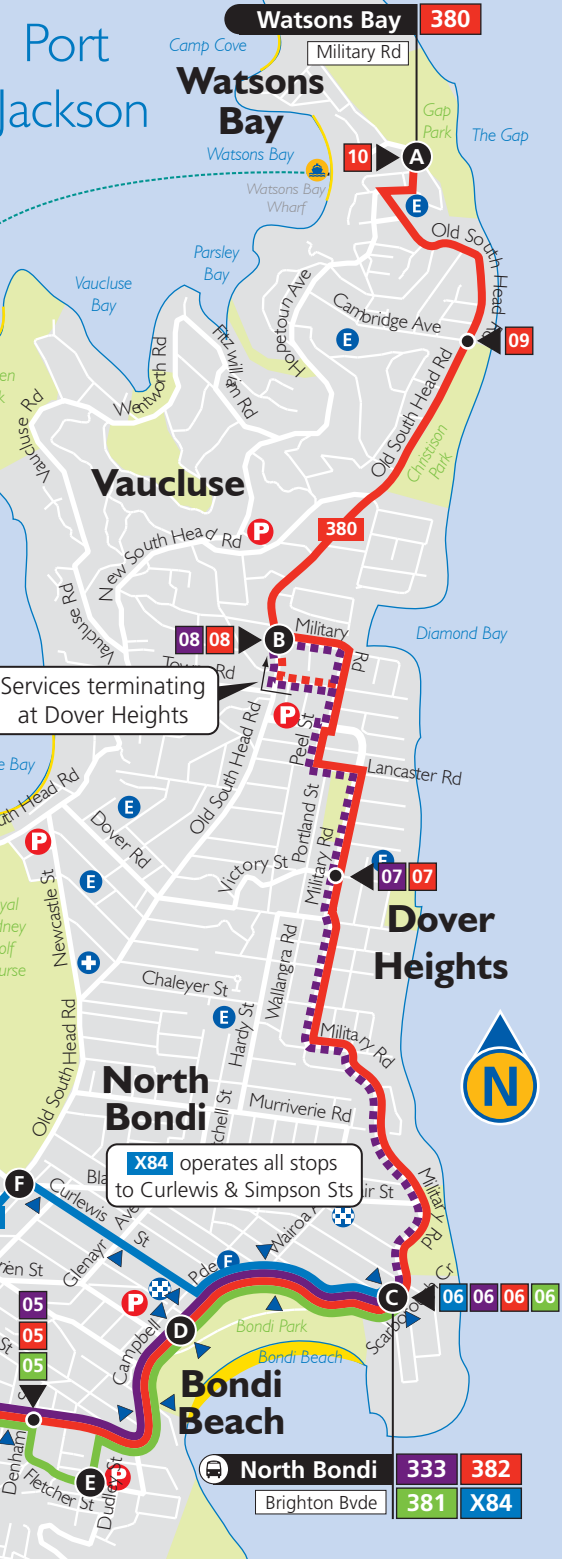 Watsons Bay 380
Military Rd
Port
Jackson
Camp Cove
Watsons
Bay
Gap
Park
The Gap
Watsons Bay
10 A
Watsons Bay
Wharf
E
Old South Head
Parsley
Bay
Vaucluse
Bay
Hopetoun Ave
Cambridge Ave
E
09
Fitzwilliam Rd
Wentworth Rd
Old South Head Rd
Vaucluse Rd
Christison
Park
Vaucluse
380
New South Head Rd
P
Vaucluse Rd
08 08 B
Military
Rd
Diamond Bay
Services terminating
at Dover Heights
P
Peel St
Old South Head Rd
Lancaster Rd
E
Dover Rd
Portland St
P
E
Victory St
Military Rd
E
07 07
Newcastle St
Dover
Heights
Chaleyer St
Wallangra Rd
E
Hardy St
Military Rd
Old South Head Rd
N
North
Bondi
Murriverie Rd
X84 operates all stops
to Curlewis & Simpson Sts
F
Curlewis
St
Military Rd
Glenayr Ave
Pde
E
Wairoa
05
05
05
P
C
06 06 06 06
Scarborough Cr
D
Bondi Park
Campbell
Bondi Beach
Bondi
Beach
Denham
Fletcher St
E
P
Dudley St
North Bondi 333 382
Brighton Bvde 381 X84